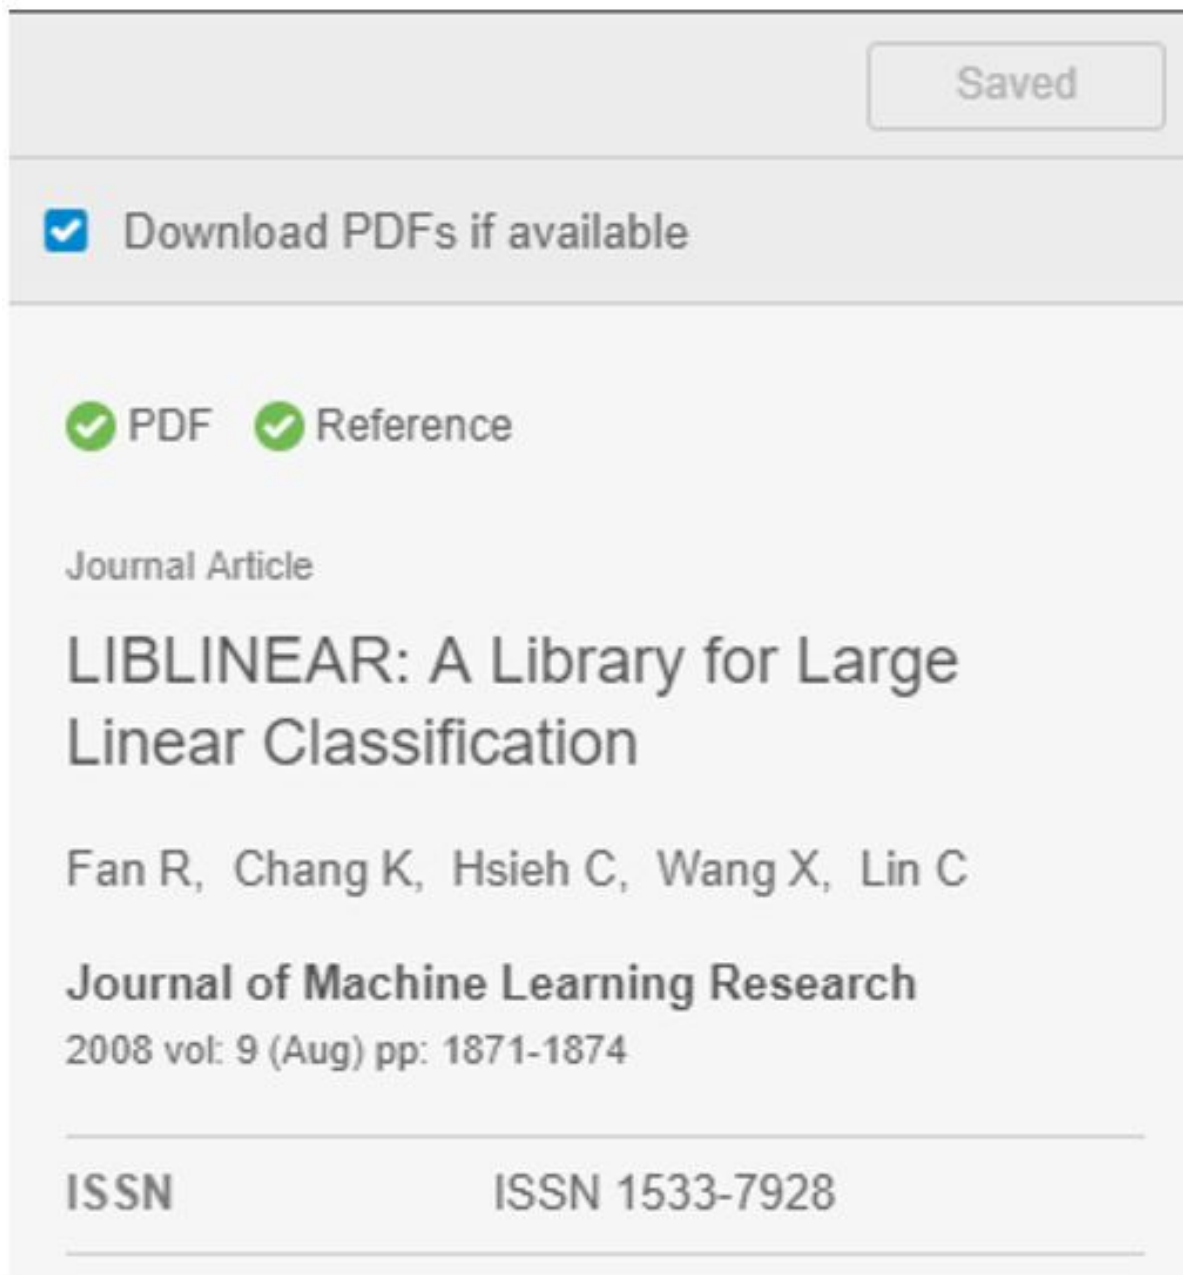 Saved
Download PDFs if available
PDF Reference
Journal Article
LIBLINEAR: A Library for Large
Linear Classification
Fan R, Chang K, Hsieh C, Wang X, Lin C
Journal of Machine Learning Research
2008 vol: 9 (Aug) pp: 1871-1874
ISSN ISSN 1533-7928